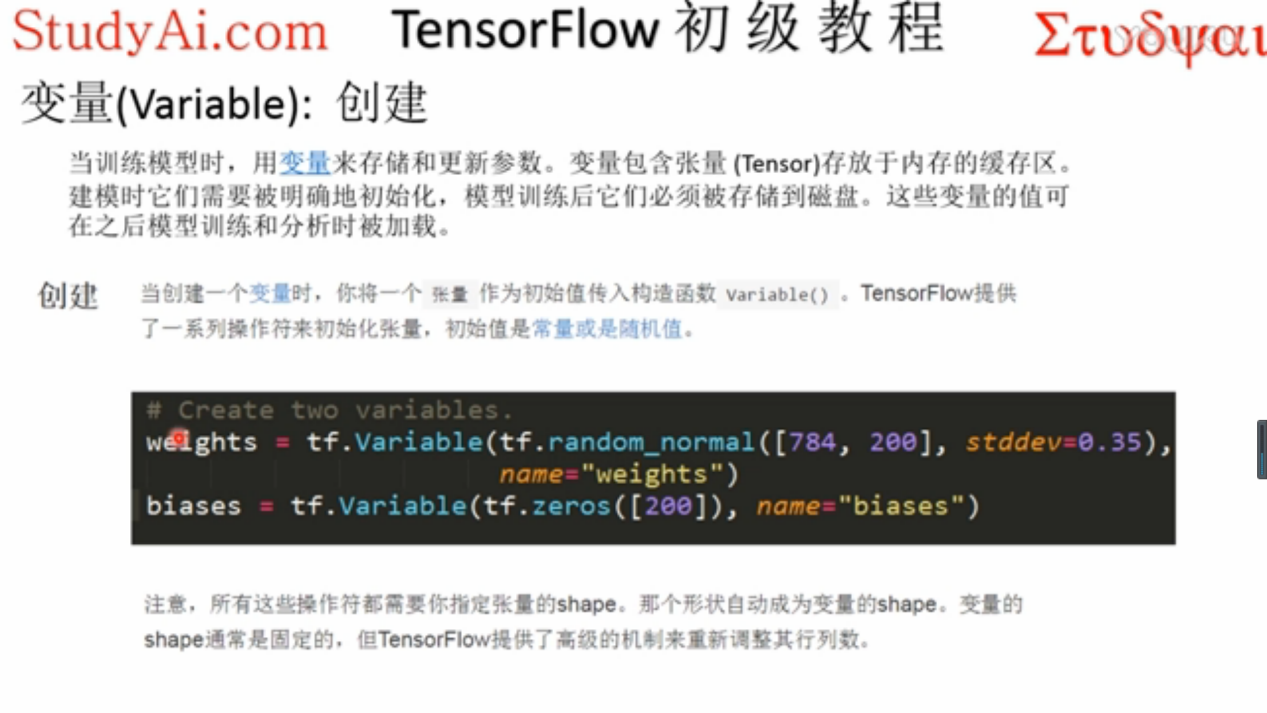 StudyAi.com TensorFlow 初级教程 Στυδψαι
变量(Variable): 创建
当训练模型时，用变量来存储和更新参数。变量包含张量 (Tensor)存放于内存的缓存区。
建模时它们需要被明确地初始化，模型训练后它们必须被存储到磁盘。这些变量的值可
在之后模型训练和分析时被加载。
创建 当创建一个变量时，你将一个 张量 作为初始值传入构造函数 Variable() 。TensorFlow提供
了一系列操作符来初始化张量，初始值是常量或是随机值。
# Create two variables.
weights = tf.Variable(tf.random_normal([784, 200], stddev=0.35),
name="weights")
biases = tf.Variable(tf.zeros([200]), name="biases")
注意，所有这些操作符都需要你指定张量的shape。那个形状自动成为变量的shape。变量的
shape通常是固定的，但TensorFlow提供了高级的机制来重新调整其行列数。